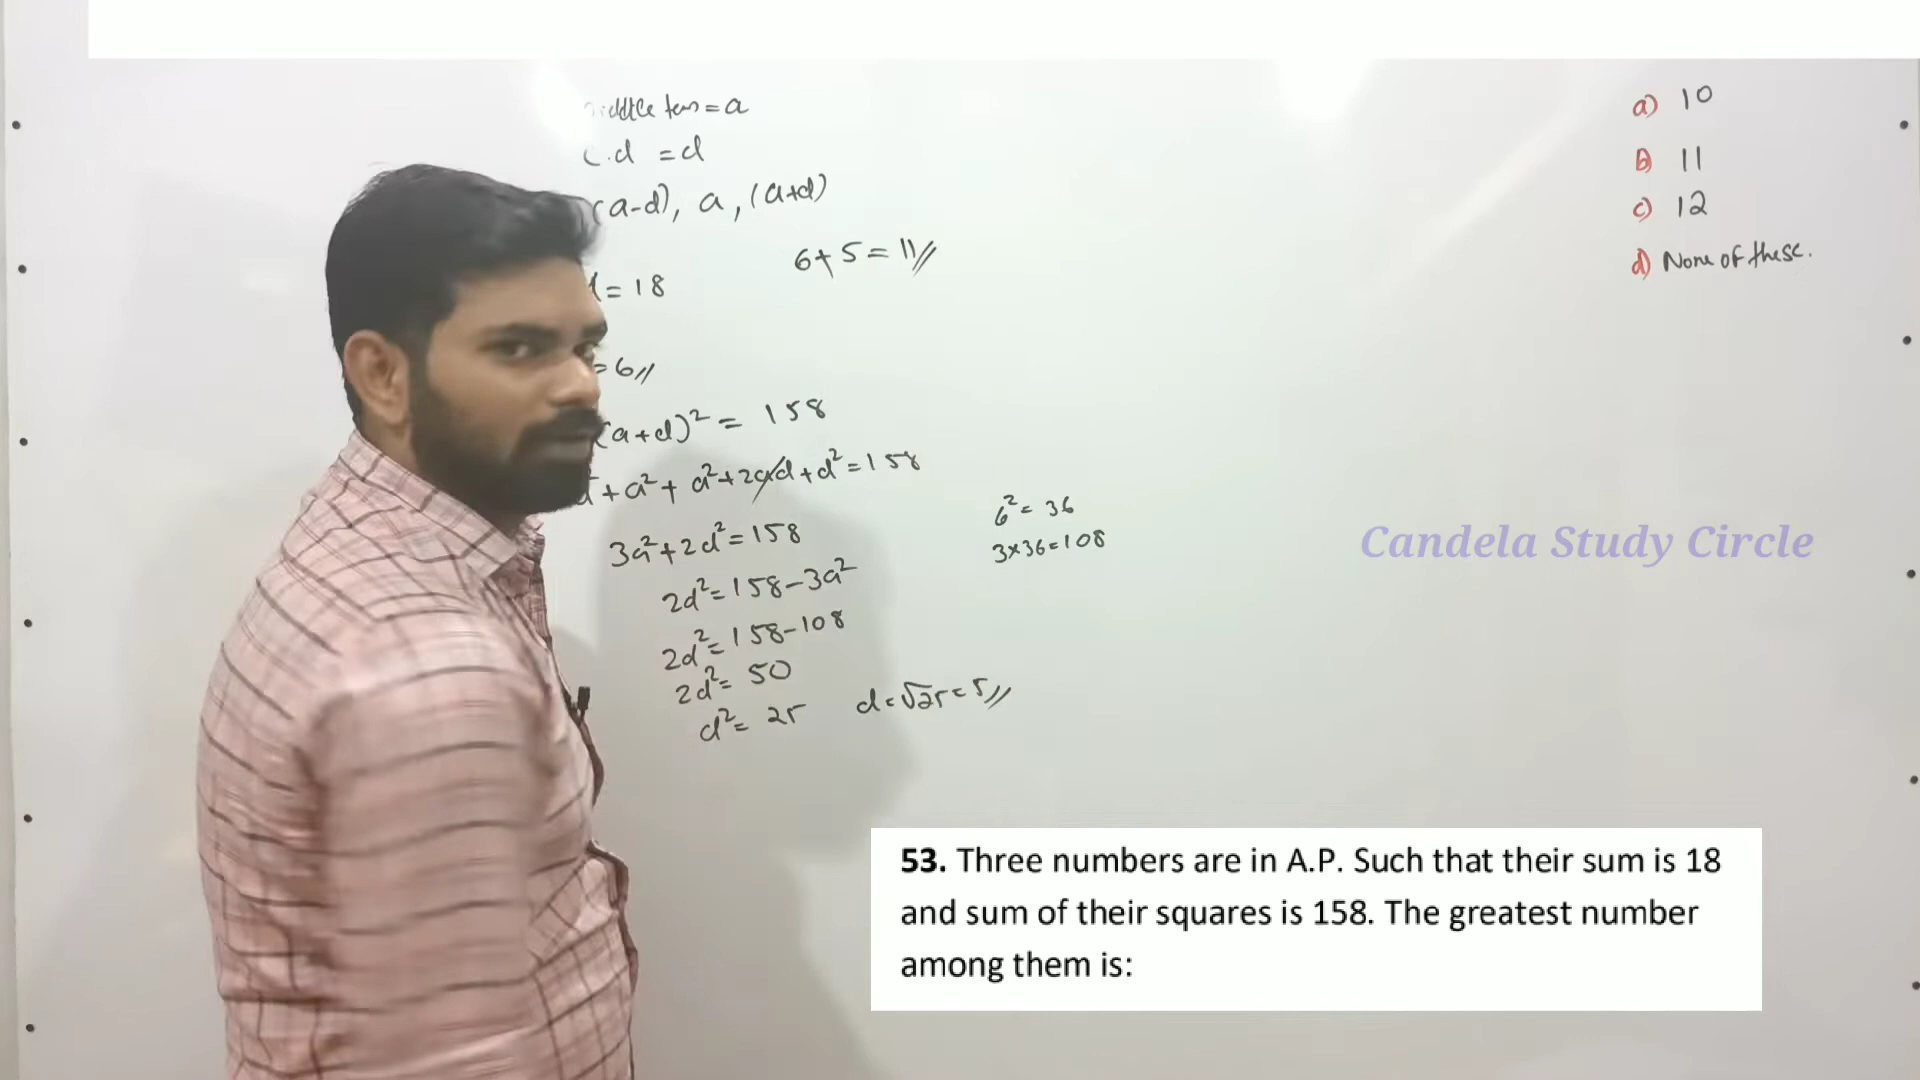 term = a
C.d = d
(a-d), a, (a+d)
6+5=11//
= 18
=6//
(a+d)² = 158
+a²+ a²+2ad+d²=158
3a²+2d²=158
2d²=158-3a²
2d²=158-108
2d²= 50
d²= 25 d=√25=5//
6²= 36
3×36=108
a) 10
b) 11
c) 12
d) None of these.
Candela Study Circle
53. Three numbers are in A.P. Such that their sum is 18
and sum of their squares is 158. The greatest number
among them is: